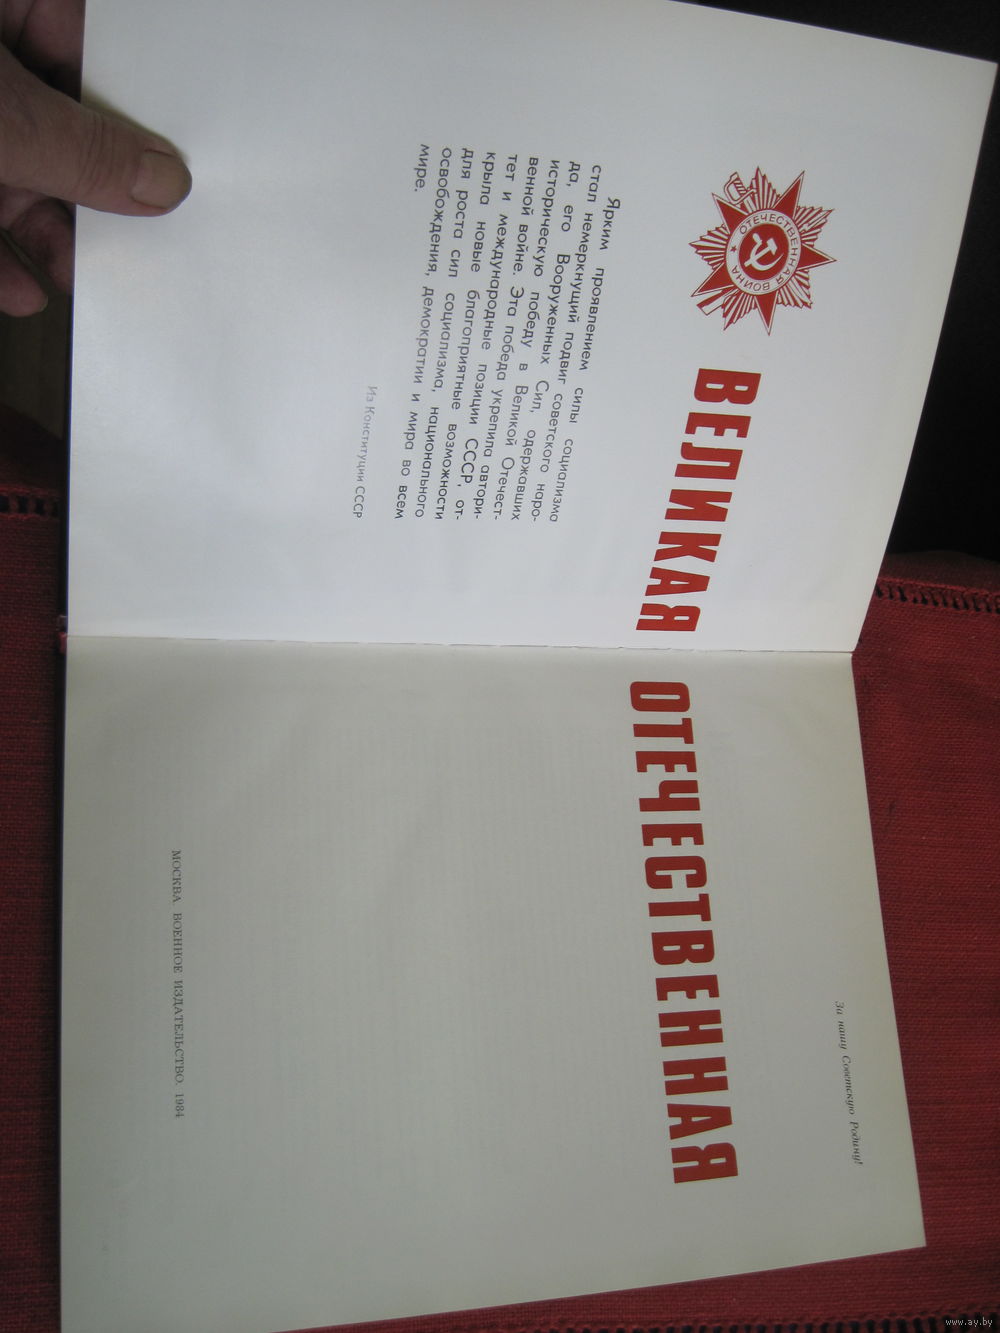 ОТЕЧЕСТВЕННАЯ ВОЙНА
ВЕЛИКАЯ
Ярким проявлением силы социализма
стал немеркнущий подвиг советского наро-
да, его Вооруженных Сил, одержавших
историческую победу в Великой Отечест-
венной войне. Эта победа укрепила автори-
тет и международные позиции СССР, от-
крыла новые благоприятные возможности
для роста сил социализма, национального
освобождения, демократии и мира во всем
мире.
Из Конституции СССР
За нашу Советскую Родину!
ОТЕЧЕСТВЕННАЯ
МОСКВА. ВОЕННОЕ ИЗДАТЕЛЬСТВО. 1984
www.ay.by